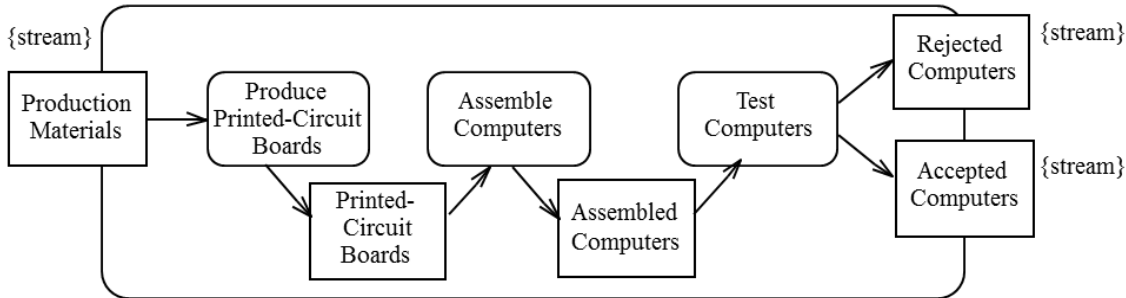 {stream}
Production
Materials
Produce
Printed-Circuit
Boards
Printed-
Circuit
Boards
Assemble
Computers
Assembled
Computers
Test
Computers
Rejected
Computers
{stream}
Accepted
Computers
{stream}